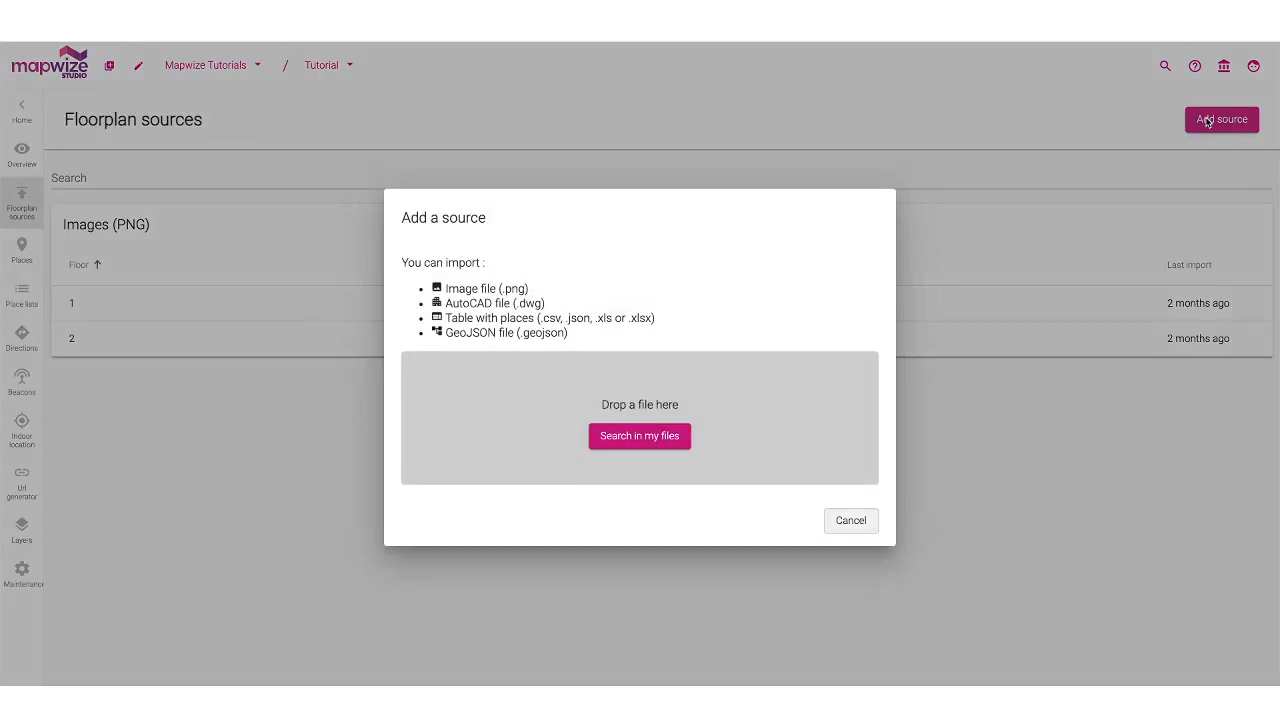 mapwize
STUDIO
Mapwize Tutorials / Tutorial
Home
Overview
Floorplan
sources
Places
Place lists
Directions
Beacons
Indoor
location
Url
generator
Layers
Maintenance
Floorplan sources
Add source
Search
Images (PNG)
Floor
Last import
1
2 months ago
2
2 months ago
Add a source
You can import :
Image file (.png)
AutoCAD file (.dwg)
Table with places (.csv, .json, .xls or .xlsx)
GeoJSON file (.geojson)
Drop a file here
Search in my files
Cancel